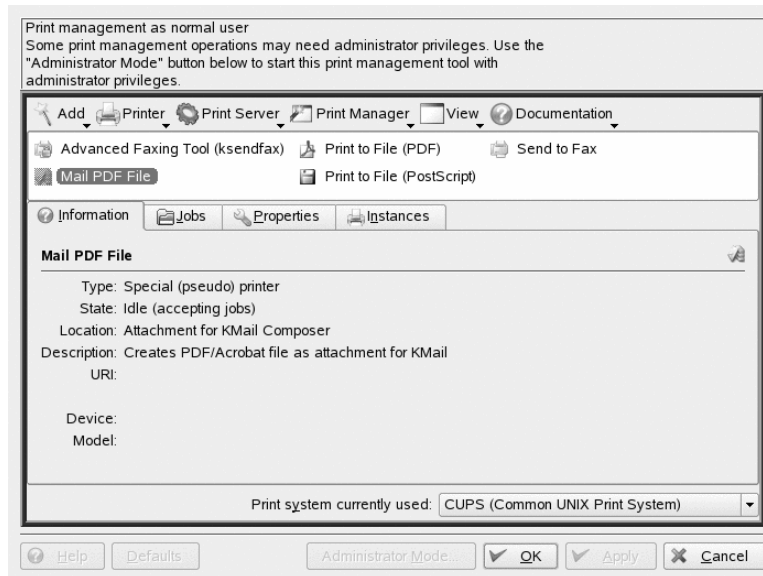 Print management as normal user
Some print management operations may need administrator privileges. Use the
"Administrator Mode" button below to start this print management tool with
administrator privileges.
Add Printer Print Server Print Manager View Documentation
Advanced Faxing Tool (ksendfax) Print to File (PDF) Send to Fax
Mail PDF File Print to File (PostScript)
Information Jobs Properties Instances
Mail PDF File
Type: Special (pseudo) printer
State: Idle (accepting jobs)
Location: Attachment for KMail Composer
Description: Creates PDF/Acrobat file as attachment for KMail
URI:
Device:
Model:
Print system currently used: CUPS (Common UNIX Print System)
Help Defaults Administrator Mode... OK Apply Cancel